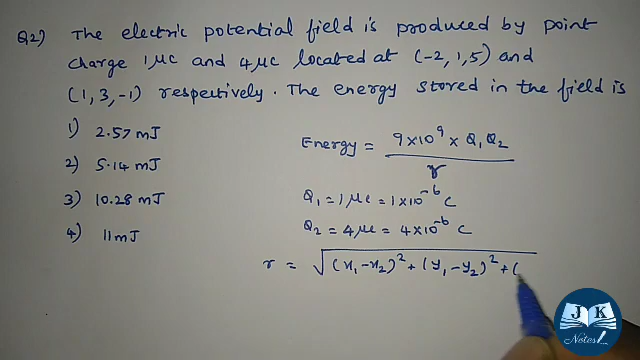 Q2) The electric potential field is produced by point
charge 1μc and 4μc located at (-2, 1, 5) and
(1, 3, -1) respectively. The energy stored in the field is
1) 2.57 mJ
2) 5.14 mJ
3) 10.28 mJ
4) 11 mJ
Energy = 9×10⁹ × Q₁Q₂ / r
Q₁ = 1μc = 1×10⁻⁶ C
Q₂ = 4μc = 4×10⁻⁶ C
r = √(x₁-x₂)² + (y₁-y₂)² + (
J K
Notes